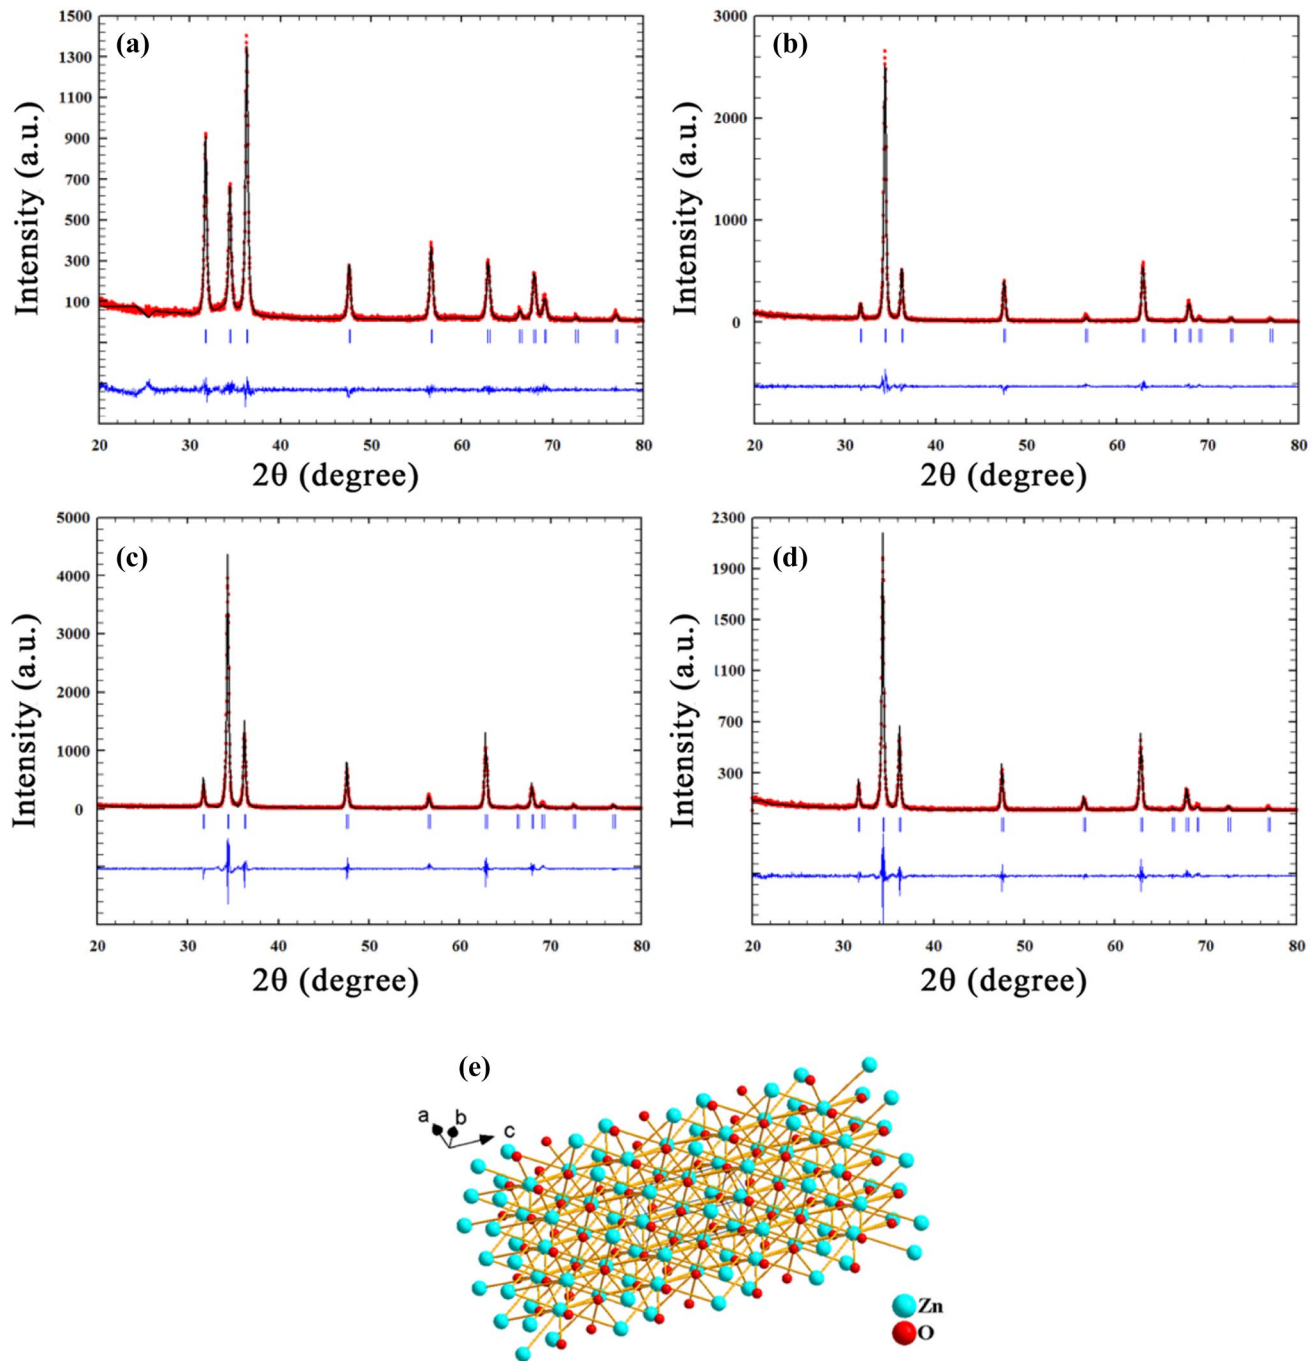 (a)
Intensity (a.u.)
1500
1300
1100
900
700
500
300
100
20 30 40 50 60 70 80
2θ (degree)
(b)
Intensity (a.u.)
3000
2000
1000
0
20 30 40 50 60 70 80
2θ (degree)
(c)
Intensity (a.u.)
5000
4000
3000
2000
1000
0
20 30 40 50 60 70 80
2θ (degree)
(d)
Intensity (a.u.)
2300
1900
1500
1100
700
300
20 30 40 50 60 70 80
2θ (degree)
(e)
a b c
Zn
O